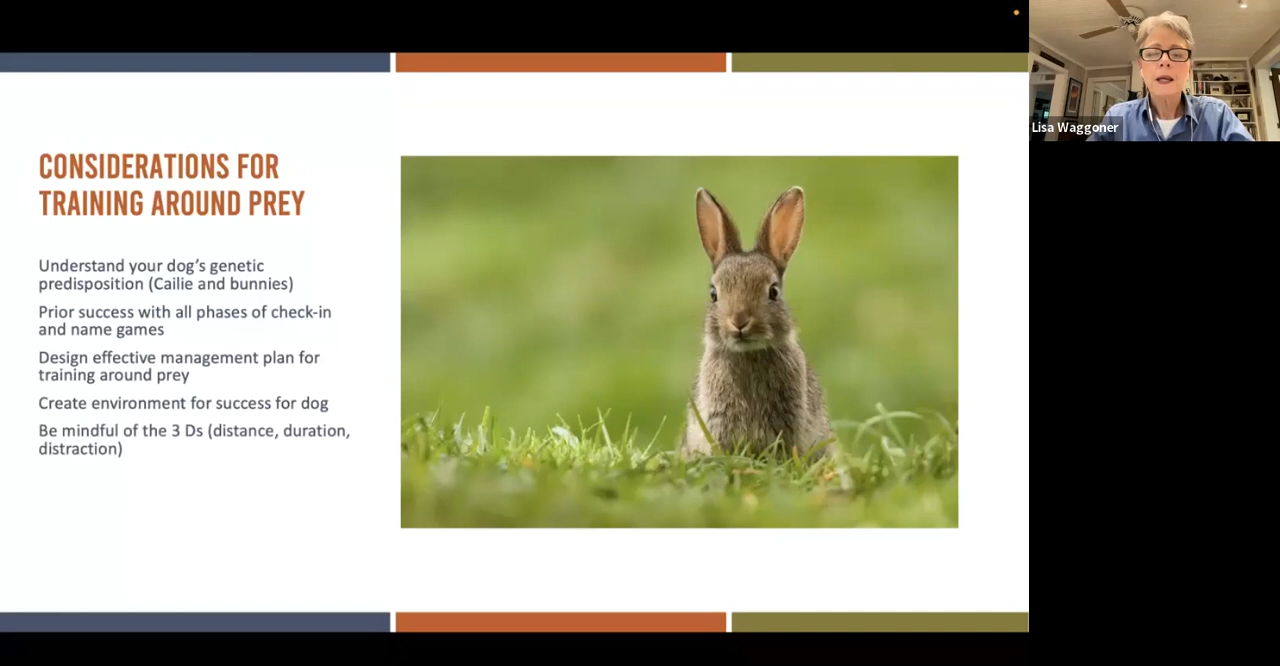 CONSIDERATIONS FOR
TRAINING AROUND PREY
Understand your dog’s genetic
predisposition (Cailie and bunnies)
Prior success with all phases of check-in
and name games
Design effective management plan for
training around prey
Create environment for success for dog
Be mindful of the 3 Ds (distance, duration,
distraction)
Lisa Waggoner